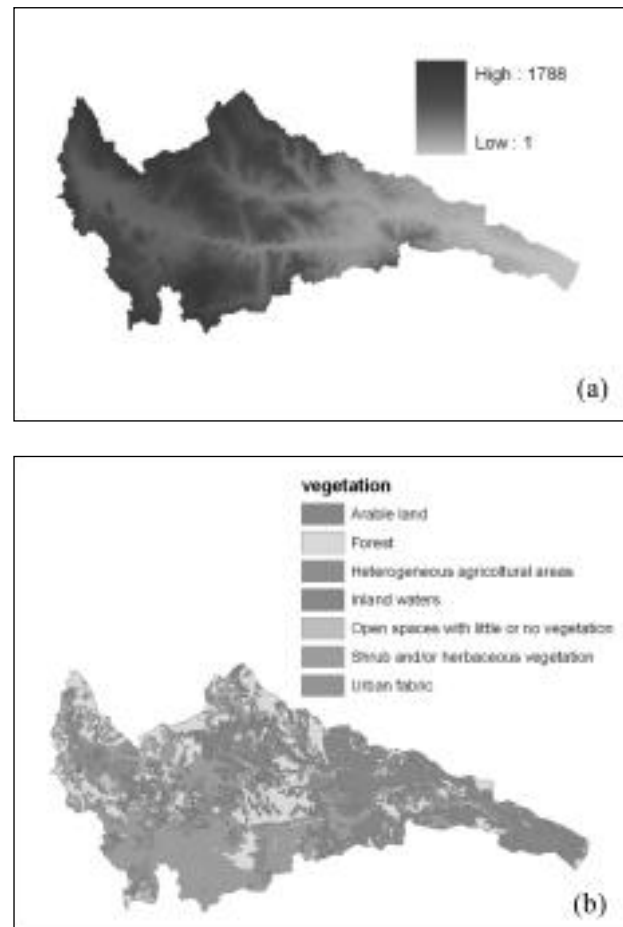 High : 1788
Low : 1
(a)
vegetation
Arable land
Forest
Heterogeneous agricoltural areas
Inland waters
Open spaces with little or no vegetation
Shrub and/or herbaceous vegetation
Urban fabric
(b)